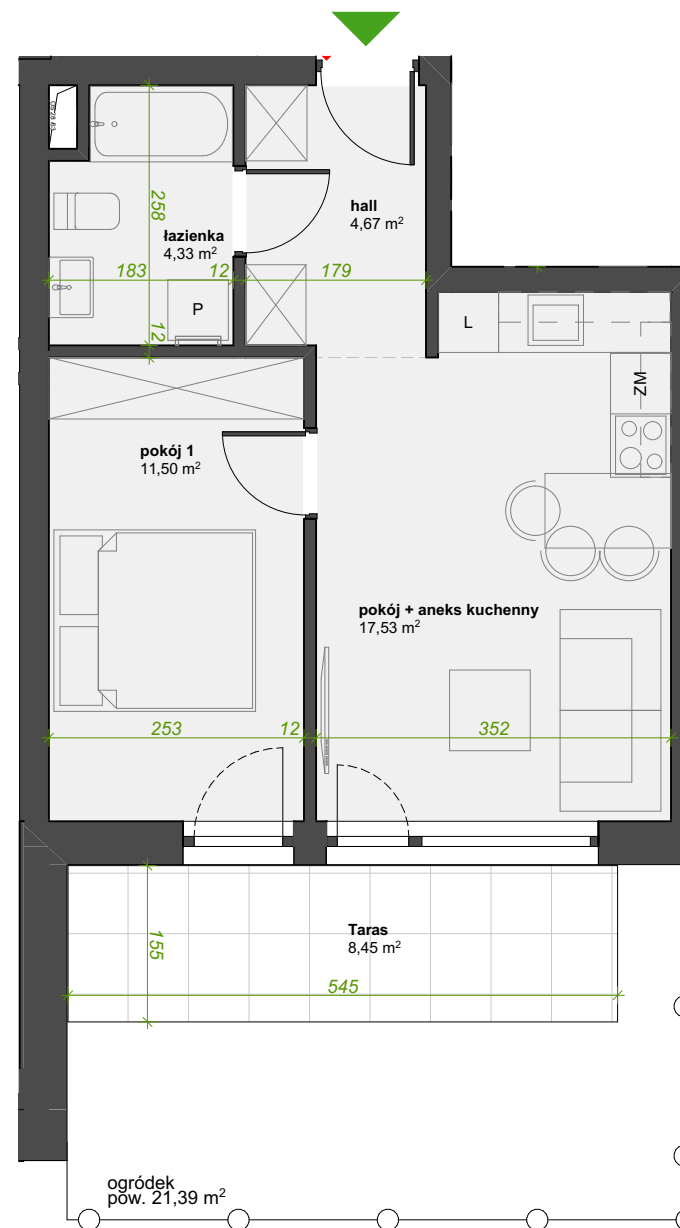 hall
4,67 m²
258
łazienka
4,33 m²
183
12
179
12
P
L
ZM
pokój 1
11,50 m²
pokój + aneks kuchenny
17,53 m²
253
12
352
Taras
8,45 m²
155
545
ogródek
pow. 21,39 m²